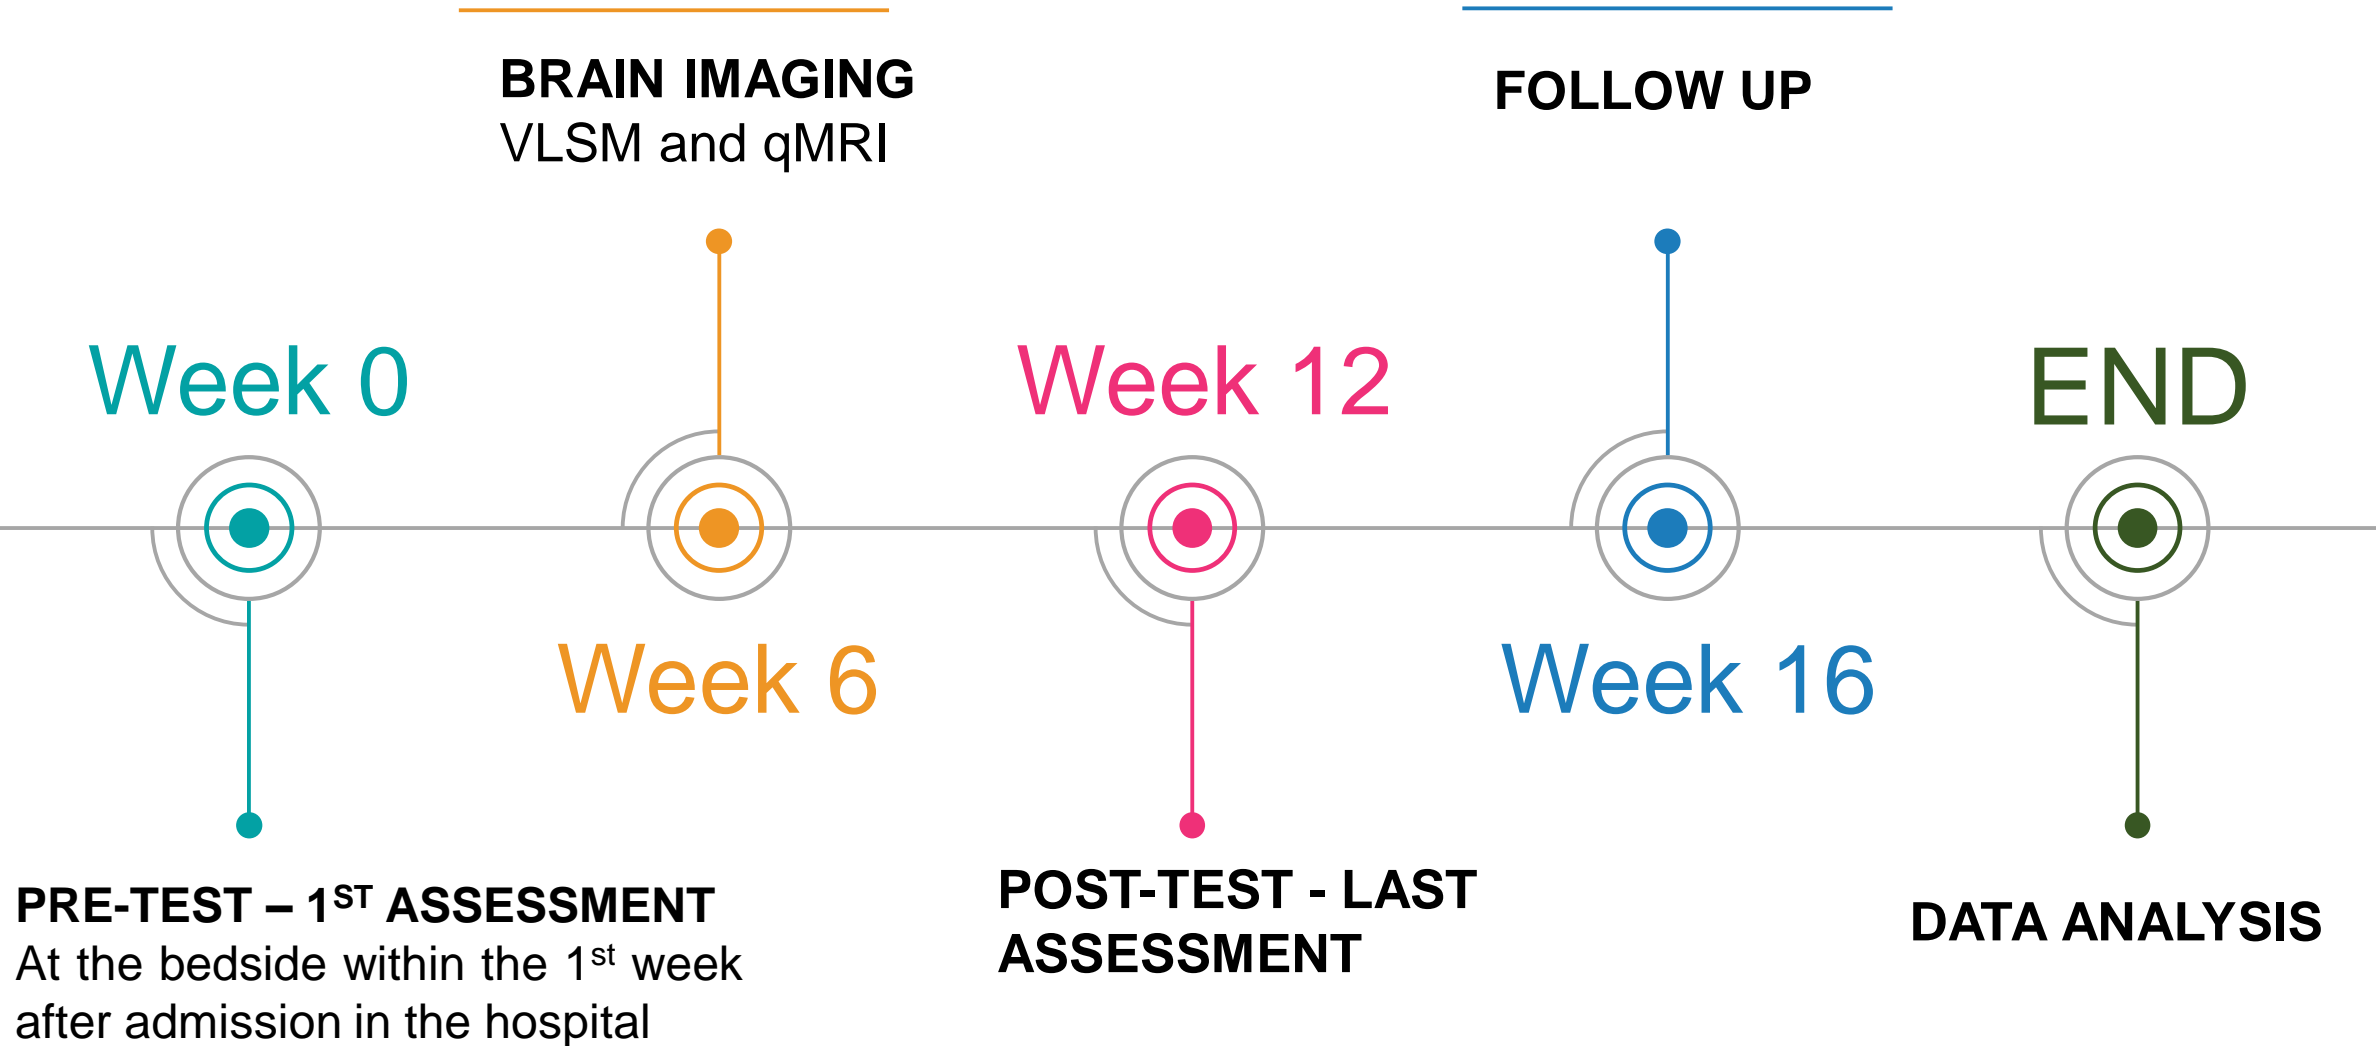 BRAIN IMAGING
VLSM and qMRI
FOLLOW UP
Week 0
Week 12
END
Week 6
Week 16
PRE-TEST – 1ST ASSESSMENT
At the bedside within the 1st week
after admission in the hospital
POST-TEST - LAST
ASSESSMENT
DATA ANALYSIS